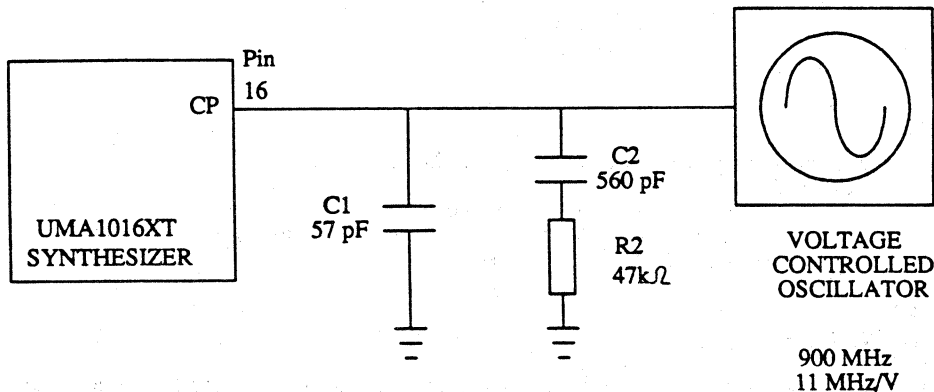 Pin
16
CP
UMA1016XT
SYNTHESIZER
C1
57 pF
C2
560 pF
R2
47kΩ
VOLTAGE
CONTROLLED
OSCILLATOR
900 MHz
11 MHz/V